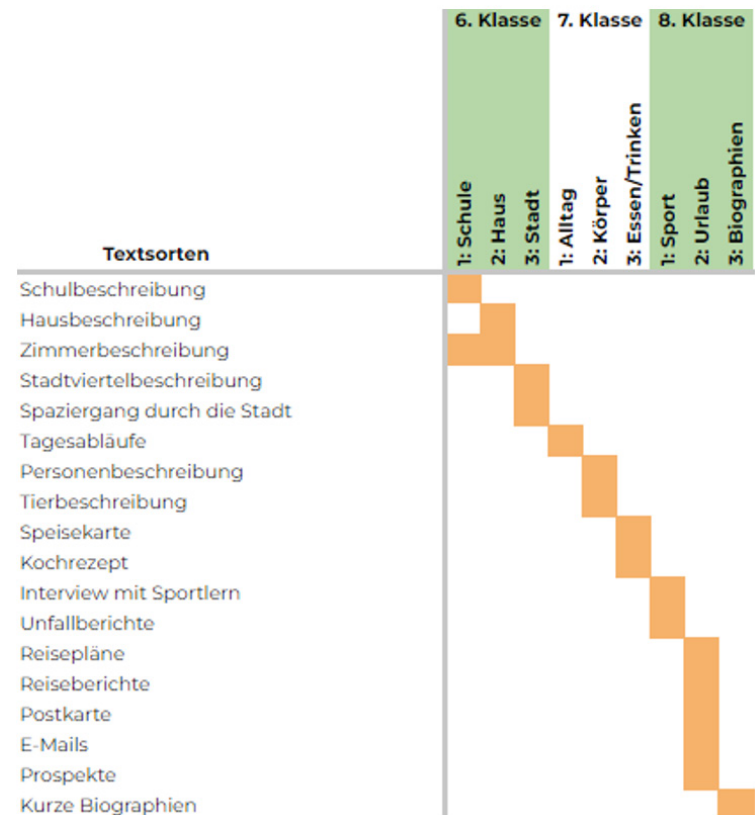 6. Klasse 7. Klasse 8. Klasse
1: Schule
2: Haus
3: Stadt
1: Alltag
2: Körper
3: Essen/Trinken
1: Sport
2: Urlaub
3: Biographien
Textsorten
Schulbeschreibung
Hausbeschreibung
Zimmerbeschreibung
Stadtviertelbeschreibung
Spaziergang durch die Stadt
Tagesabläufe
Personenbeschreibung
Tierbeschreibung
Speisekarte
Kochrezept
Interview mit Sportlern
Unfallberichte
Reisepläne
Reiseberichte
Postkarte
E-Mails
Prospekte
Kurze Biographien